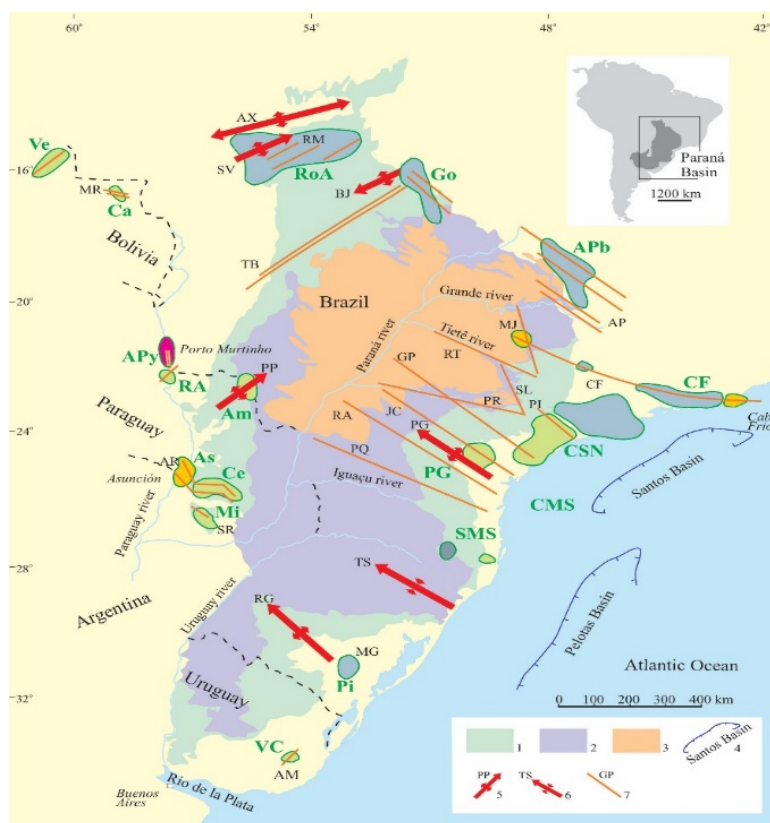 60°
54°
48°
42°
AX
Ve
SV
RM
16°
RoA
Go
MR
Ca
BJ
Paraná
Basin
1200 km
Bolivia
APb
TB
20°
Brazil
Grande river
AP
MJ
Tietê river
Paraná river
APy
Porto Murtinho
PP
GP
RT
RA
Am
SL
CF
CF
PR
PI
Cabo
Frio
RA
JC
24°
Paraguay
PG
PQ
PG
CSN
Santos Basin
AR
As
Asunción
Ce
Iguaçu river
CMS
Mi
SR
Paraguay river
SMS
28°
TS
Argentina
Uruguay river
RG
Pelotas Basin
MG
Atlantic Ocean
Pi
0 100 200 300 400 km
Uruguay
32°
VC
AM
1
2
3
Santos Basin
4
Buenos
Aires
Rio de la Plata
PP
5
TS
6
GP
7